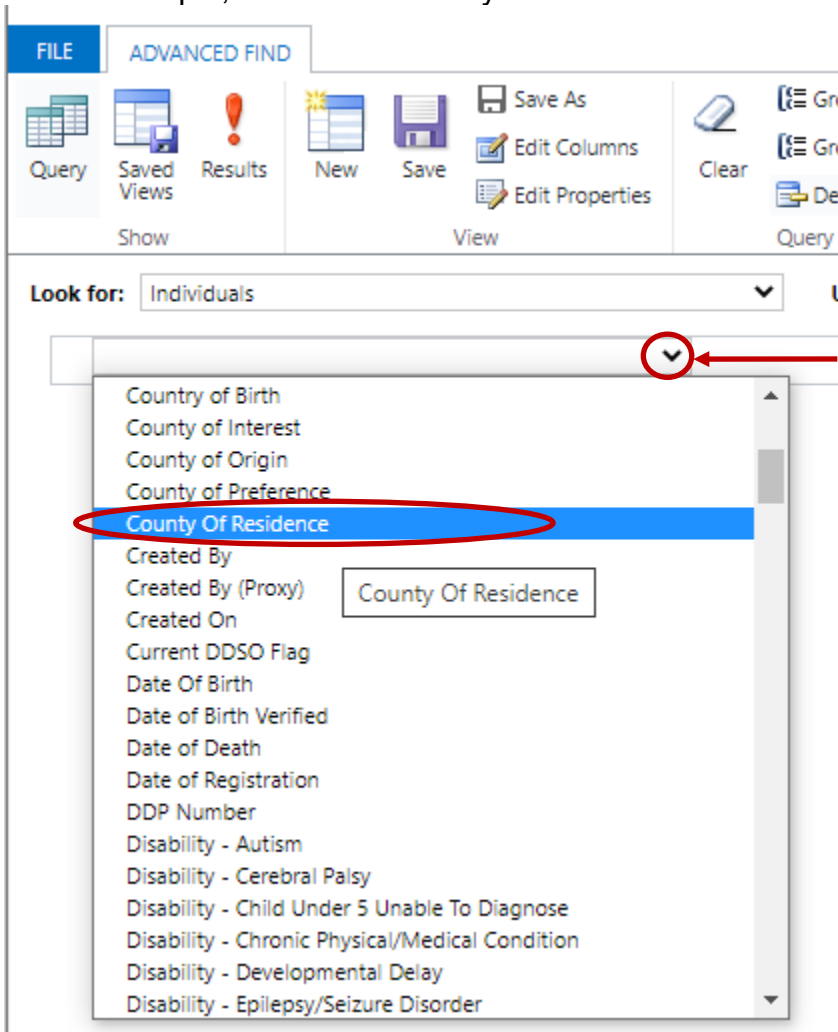 FILE ADVANCED FIND
Query
Saved Views
Results
New
Save
Save As
Edit Columns
Edit Properties
Clear
Show
View
Query
Look for: Individuals
Country of Birth
County of Interest
County of Origin
County of Preference
County Of Residence
Created By
Created By (Proxy)
County Of Residence
Created On
Current DDSO Flag
Date Of Birth
Date of Birth Verified
Date of Death
Date of Registration
DDP Number
Disability - Autism
Disability - Cerebral Palsy
Disability - Child Under 5 Unable To Diagnose
Disability - Chronic Physical/Medical Condition
Disability - Developmental Delay
Disability - Epilepsy/Seizure Disorder